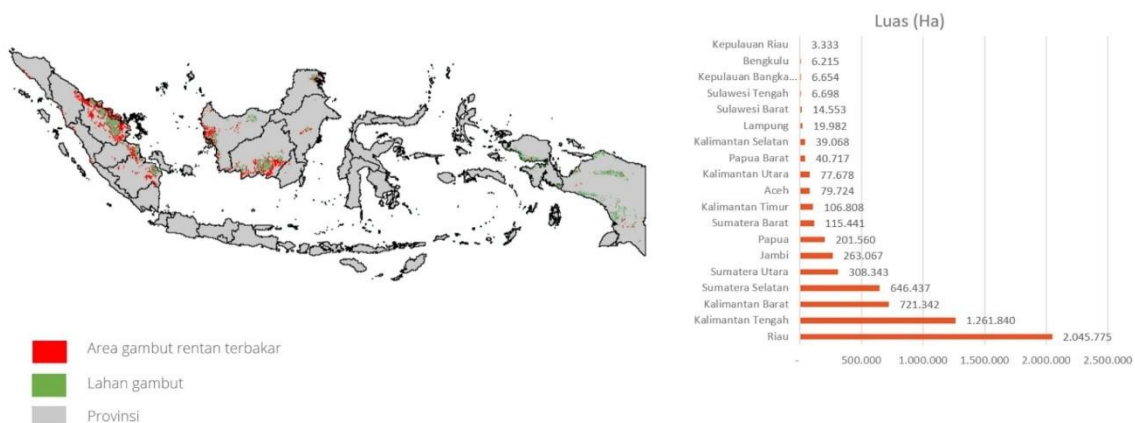 Luas (Ha)
Kepulauan Riau 3.333
Bengkulu 6.215
Kepulauan Bangka... 6.654
Sulawesi Tengah 6.698
Sulawesi Barat 14.553
Lampung 19.982
Kalimantan Selatan 39.068
Papua Barat 40.717
Kalimantan Utara 77.678
Aceh 79.724
Kalimantan Timur 106.808
Sumatera Barat 115.441
Papua 201.560
Jambi 263.067
Sumatera Utara 308.343
Sumatera Selatan 646.437
Kalimantan Barat 721.342
Kalimantan Tengah 1.261.840
Riau 2.045.775
- 500.000 1.000.000 1.500.000 2.000.000 2.500.000
Area gambut rentan terbakar
Lahan gambut
Provinsi